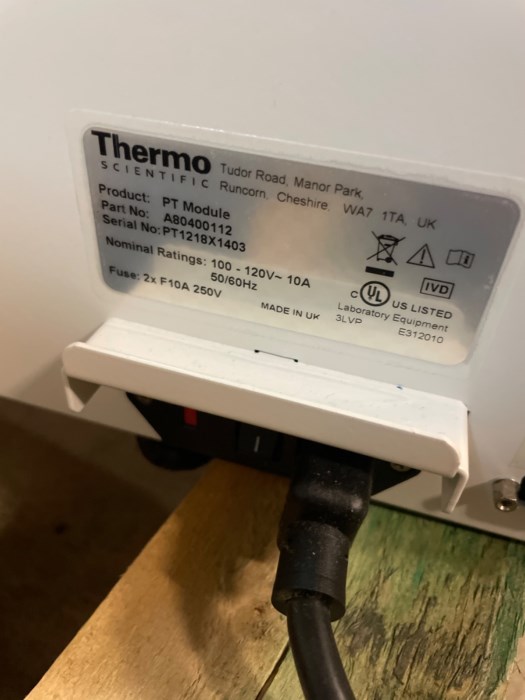 Thermo
SCIENTIFIC
Tudor Road, Manor Park,
Runcorn, Cheshire, WA7 1TA, UK
Product: PT Module
Part No: A80400112
Serial No: PT1218X1403
Nominal Ratings: 100 - 120V~ 10A
50/60Hz
Fuse: 2x F10A 250V
MADE IN UK
IVD
C UL US LISTED
Laboratory Equipment
3LVP E312010